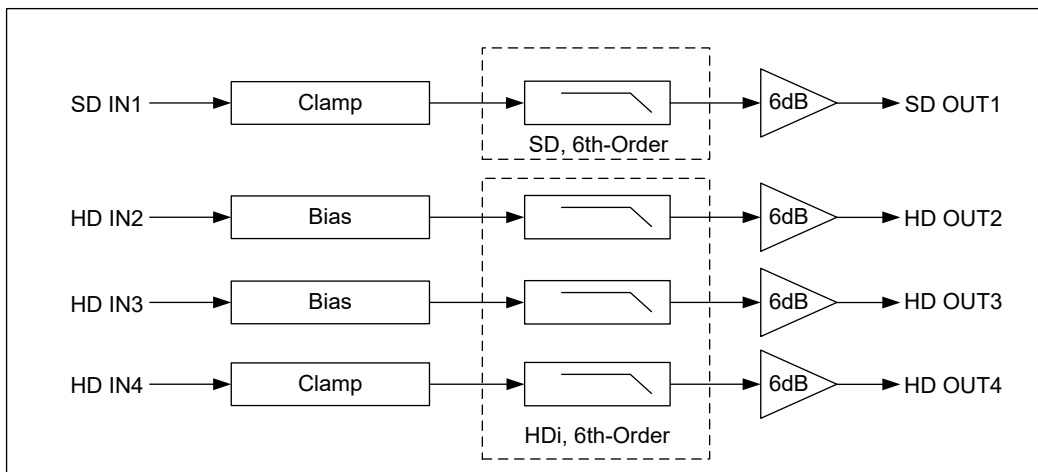 SD IN1 Clamp 6dB SD OUT1
SD, 6th-Order
HD IN2 Bias 6dB HD OUT2
HD IN3 Bias 6dB HD OUT3
HD IN4 Clamp 6dB HD OUT4
HDi, 6th-Order